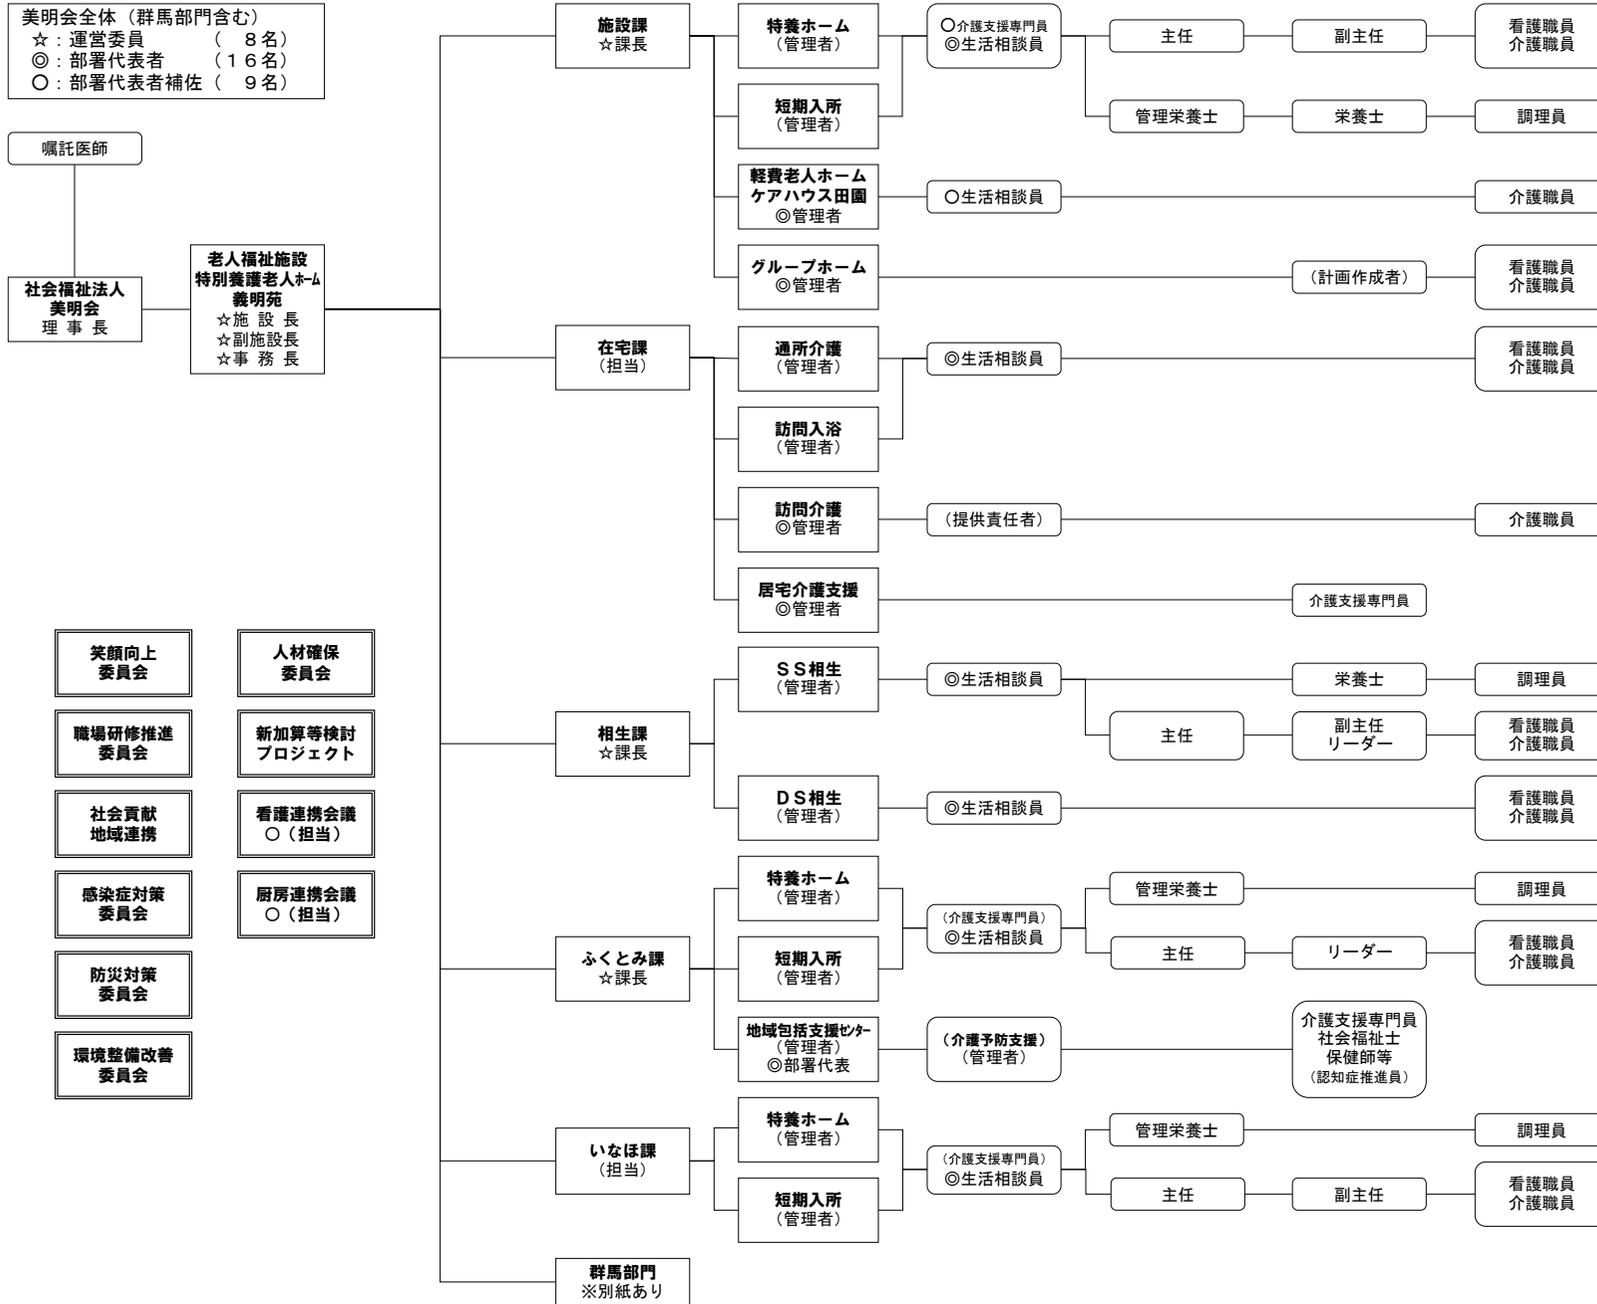 美明会全体（群馬部門含む）
☆：運営委員　　　（　８名）
◎：部署代表者　　（１６名）
○：部署代表者補佐（　９名）
嘱託医師
社会福祉法人
美明会
理 事 長
老人福祉施設
特別養護老人ホーム
義明苑
☆施 設 長
☆副施設長
☆事 務 長
施設課
☆課長
特養ホーム
（管理者）
○介護支援専門員
◎生活相談員
主任
副主任
看護職員
介護職員
短期入所
（管理者）
管理栄養士
栄養士
調理員
軽費老人ホーム
ケアハウス田園
◎管理者
○生活相談員
介護職員
グループホーム
◎管理者
（計画作成者）
看護職員
介護職員
在宅課
（担当）
通所介護
（管理者）
◎生活相談員
看護職員
介護職員
訪問入浴
（管理者）
訪問介護
◎管理者
（提供責任者）
介護職員
居宅介護支援
◎管理者
介護支援専門員
相生課
☆課長
ＳＳ相生
（管理者）
◎生活相談員
栄養士
調理員
主任
副主任
リーダー
看護職員
介護職員
ＤＳ相生
（管理者）
◎生活相談員
看護職員
介護職員
ふくとみ課
☆課長
特養ホーム
（管理者）
（介護支援専門員）
◎生活相談員
管理栄養士
調理員
短期入所
（管理者）
主任
リーダー
看護職員
介護職員
地域包括支援センター
（管理者）
◎部署代表
（介護予防支援）
（管理者）
介護支援専門員
社会福祉士
保健師等
（認知症推進員）
いなほ課
（担当）
特養ホーム
（管理者）
（介護支援専門員）
◎生活相談員
管理栄養士
調理員
短期入所
（管理者）
主任
副主任
看護職員
介護職員
群馬部門
※別紙あり
笑顔向上
委員会
人材確保
委員会
職場研修推進
委員会
新加算等検討
プロジェクト
社会貢献
地域連携
看護連携会議
○（担当）
感染症対策
委員会
厨房連携会議
○（担当）
防災対策
委員会
環境整備改善
委員会